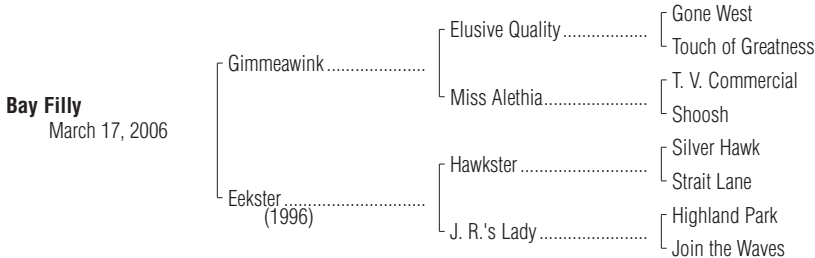 Gone West
Elusive Quality....................
Touch of Greatness
Gimmeawink.....................
T. V. Commercial
Miss Alethia.........................
Shoosh
Bay Filly
March 17, 2006
Silver Hawk
Hawkster..............................
Strait Lane
Eekster..............................
(1996)
Highland Park
J. R.'s Lady..........................
Join the Waves